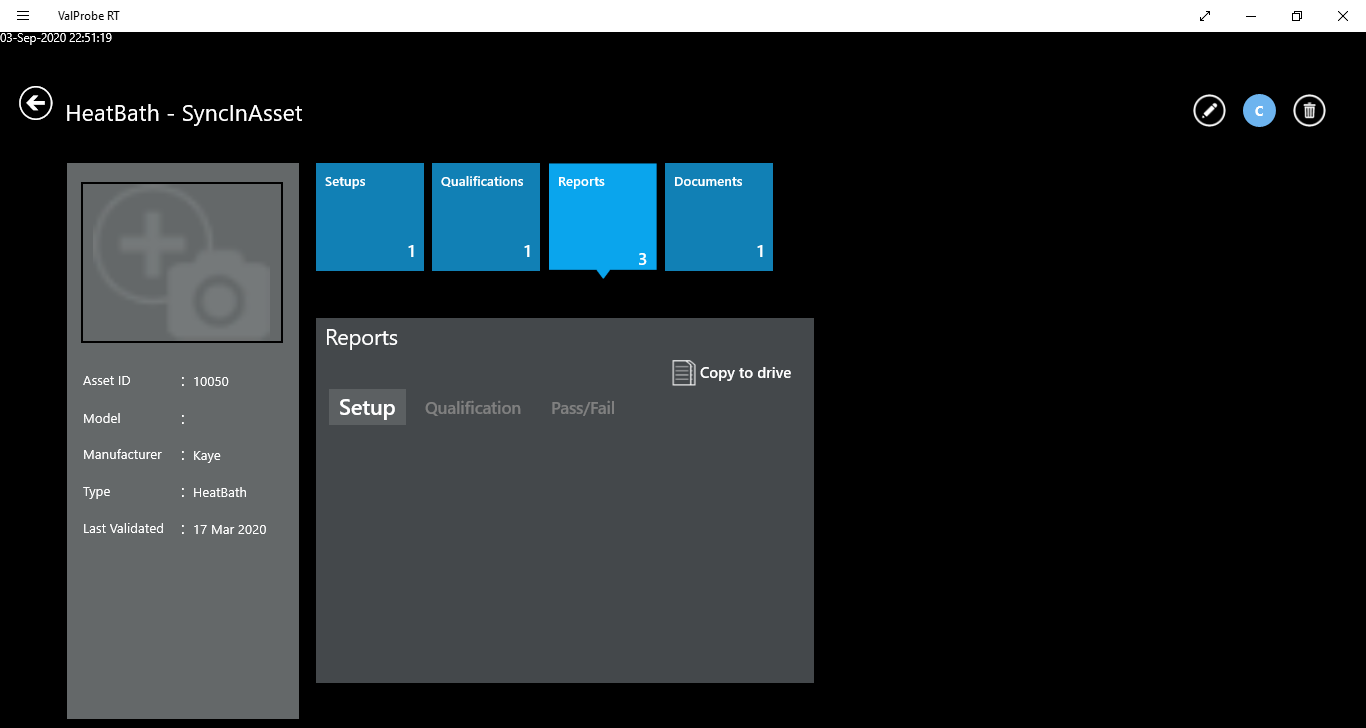 ValProbe RT
03-Sep-2020 22:51:19
HeatBath - SyncInAsset
C
Setups
1
Qualifications
1
Reports
3
Documents
1
Asset ID : 10050
Model :
Manufacturer : Kaye
Type : HeatBath
Last Validated : 17 Mar 2020
Reports
Copy to drive
Setup Qualification Pass/Fail